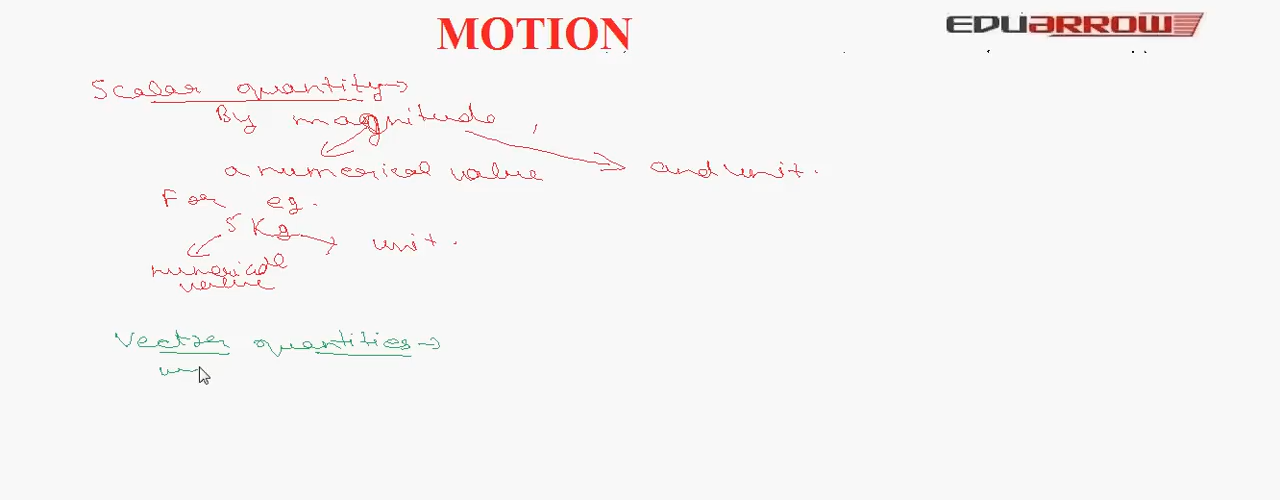 MOTION
EDUARROW
Scalar quantity→
By magnitude,
a numerical value and unit.
For eg.
5 Kg
unit.
numerical
value
Vector quantities→